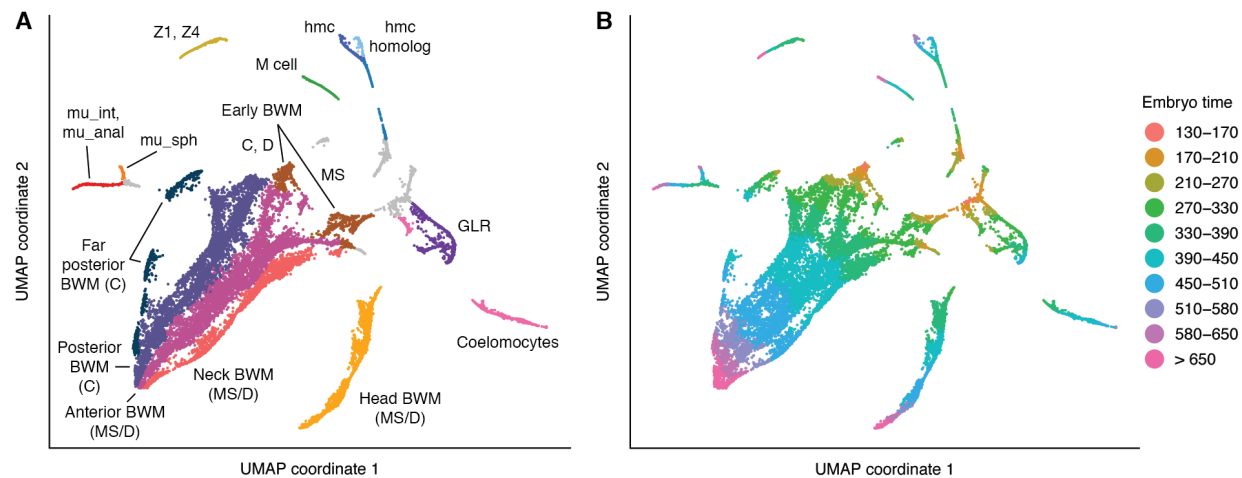 A
Z1, Z4
hmc
hmc
homolog
M cell
Early BWM
mu_int,
mu_anal
mu_sph
C, D
MS
GLR
Far
posterior
BWM (C)
Coelomocytes
Posterior
BWM
(C)
Neck BWM
(MS/D)
Head BWM
(MS/D)
Anterior BWM
(MS/D)
UMAP coordinate 2
UMAP coordinate 1
B
UMAP coordinate 2
UMAP coordinate 1
Embryo time
130–170
170–210
210–270
270–330
330–390
390–450
450–510
510–580
580–650
> 650